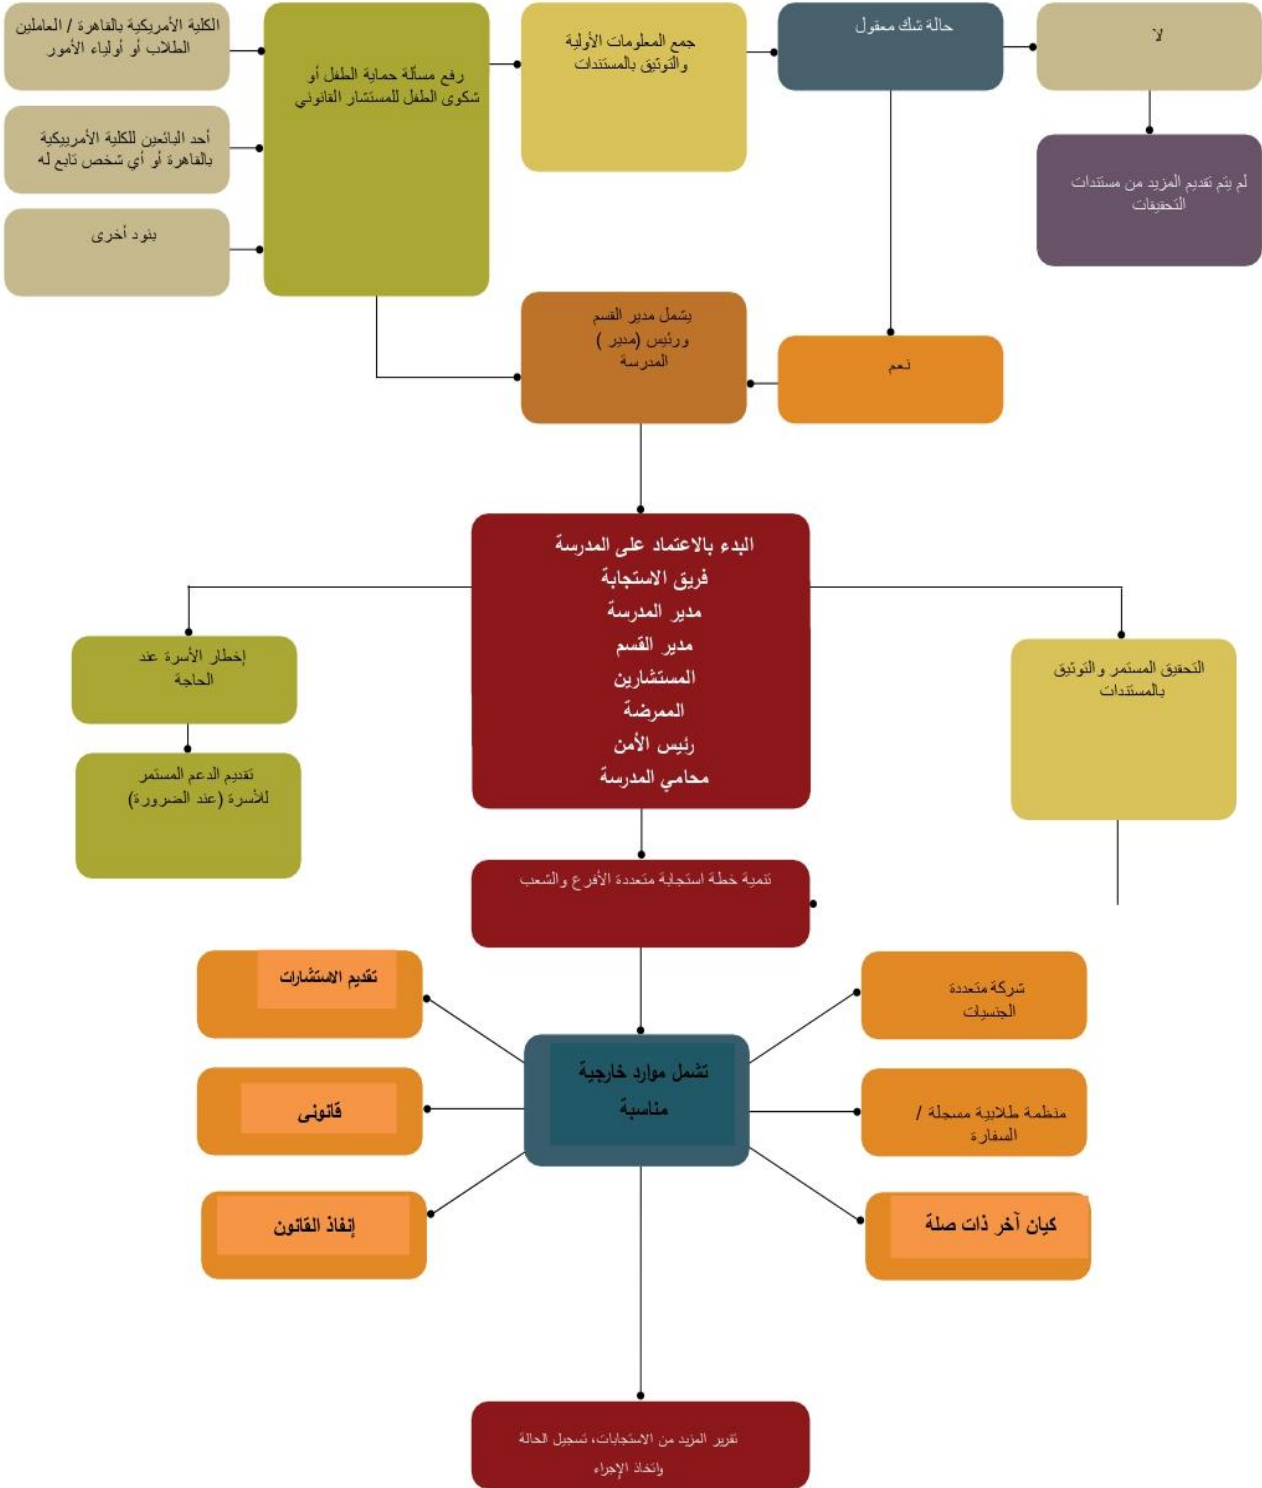 الكلية الأمريكية بالقاهرة / العاملين
الطلاب أو أولياء الأمور
أحد البائعين للكلية الأمرييكية
بالقاهرة أو أي شخص تابع له
بنود أخرى
رفع مسألة حماية الطفل أو
شكوى الطفل للمستشار القانوني
جمع المعلومات الأولية
والتوثيق بالمستندات
حالة شك معقول
لا
لم يتم تقديم المزيد من مستندات
التحقيقات
يشمل مدير القسم
ورئيس (مدير )
المدرسة
نعم
البدء بالاعتماد على المدرسة
فريق الاستجابة
مدير المدرسة
مدير القسم
المستشارين
الممرضة
رئيس الأمن
محامي المدرسة
إخطار الأسرة عند
الحاجة
تقديم الدعم المستمر
للأسرة (عند الضرورة)
التحقيق المستمر والتوثيق
بالمستندات
تنمية خطة استجابة متعددة الأفرع والشعب
تقديم الاستشارات
قانونى
إنفاذ القانون
تشمل موارد خارجية
مناسبة
شركة متعددة
الجنسيات
منظمة طلابية مسجلة /
السفارة
كيان آخر ذات صلة
تقرير المزيد من الاستجابات، تسجيل الحالة
واتخاذ الإجراء